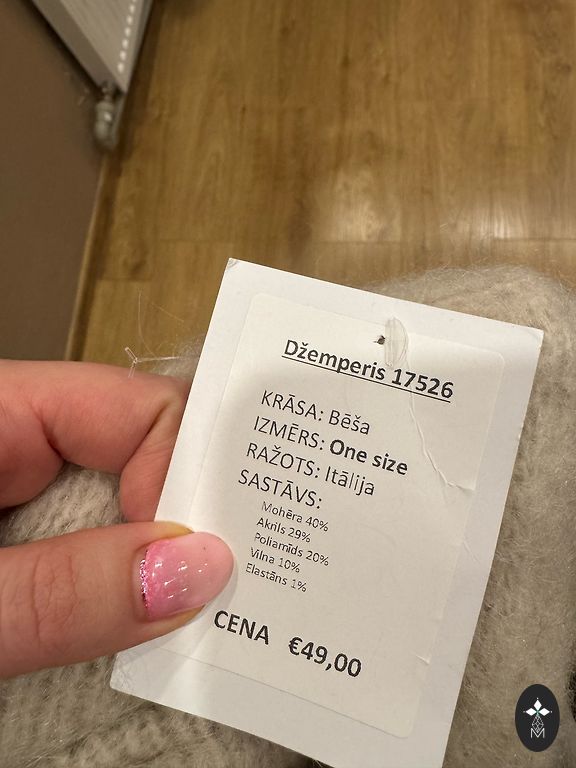 Džemperis 17526
KRĀSA: Bēša
IZMĒRS: One size
RAŽOTS: Itālija
SASTĀVS:
Mohēra 40%
Akrils 29%
Poliamīds 20%
Vilna 10%
Elastāns 1%
CENA €49,00
M